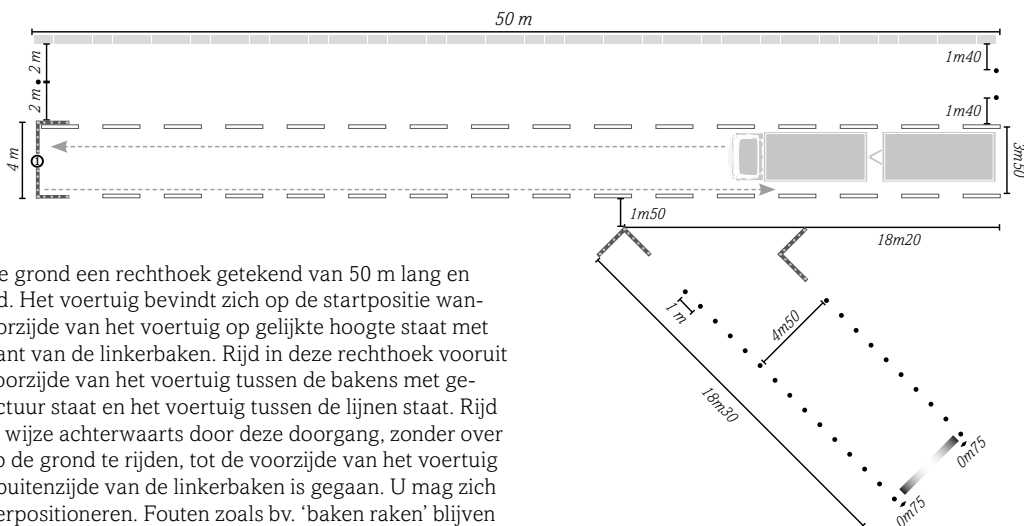 50 m
2 m
2 m
4 m
1m40
1m40
3m50
1m50
18m20
1 m
4m50
18m30
0m75
0m75
e grond een rechthoek getekend van 50 m lang en
d. Het voertuig bevindt zich op de startpositie wan-
orzijde van het voertuig op gelijkte hoogte staat met
ant van de linkerbaken. Rijd in deze rechthoek vooruit
oorzijde van het voertuig tussen de bakens met ge-
ctuur staat en het voertuig tussen de lijnen staat. Rijd
wijze achterwaarts door deze doorgang, zonder over
p de grond te rijden, tot de voorzijde van het voertuig
buitenzijde van de linkerbaken is gegaan. U mag zich
erpositioneren. Fouten zoals bv. ‘baken raken’ blijven